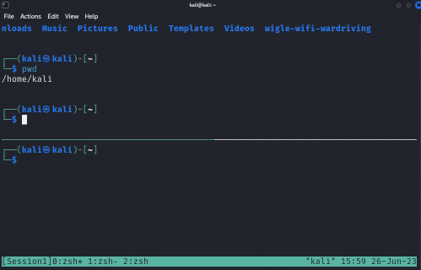 kali@kali: ~
File Actions Edit View Help
nloads Music Pictures Public Templates Videos wigle-wifi-wardriving
┌──(kali㉿kali)-[~]
└─$ pwd
/home/kali
┌──(kali㉿kali)-[~]
└─$
┌──(kali㉿kali)-[~]
└─$
[Session1]0:zsh* 1:zsh- 2:zsh "kali" 15:59 26-Jun-23